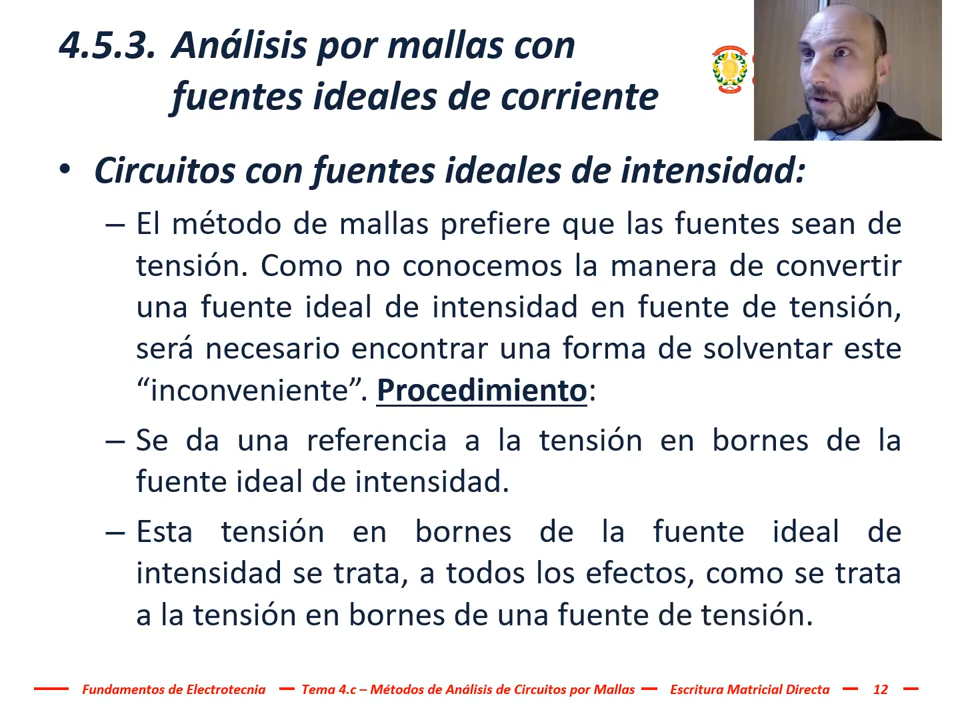 4.5.3. Análisis por mallas con
fuentes ideales de corriente
• Circuitos con fuentes ideales de intensidad:
– El método de mallas prefiere que las fuentes sean de
tensión. Como no conocemos la manera de convertir
una fuente ideal de intensidad en fuente de tensión,
será necesario encontrar una forma de solventar este
“inconveniente”. Procedimiento:
– Se da una referencia a la tensión en bornes de la
fuente ideal de intensidad.
– Esta tensión en bornes de la fuente ideal de
intensidad se trata, a todos los efectos, como se trata
a la tensión en bornes de una fuente de tensión.
Fundamentos de Electrotecnia — Tema 4.c – Métodos de Análisis de Circuitos por Mallas — Escritura Matricial Directa — 12